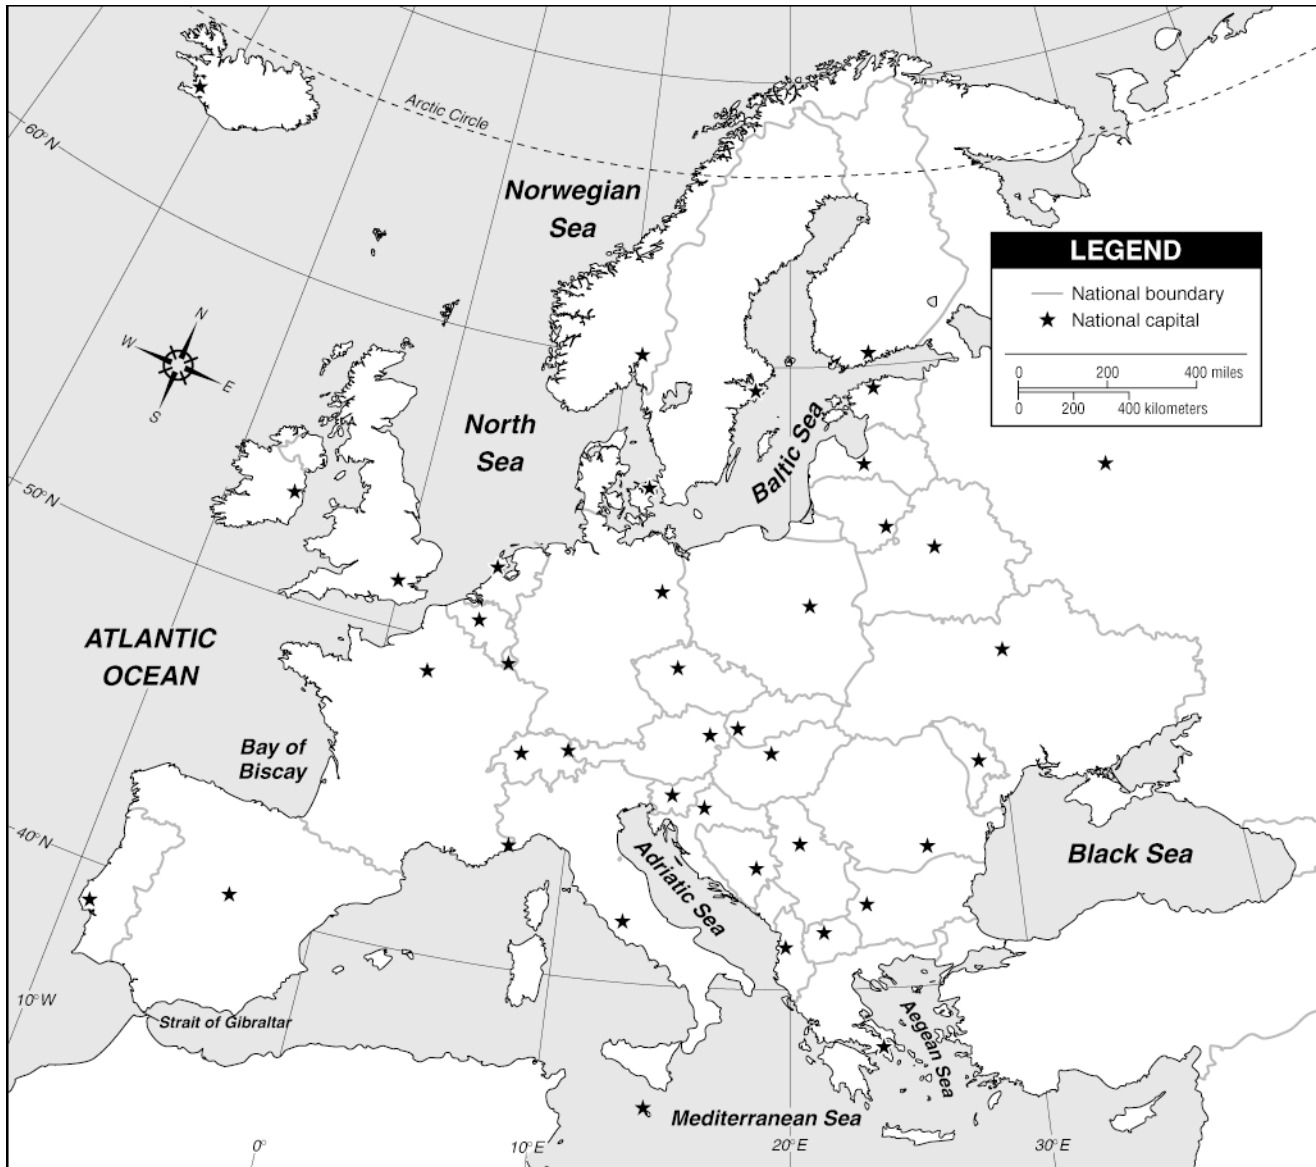 Arctic Circle
60°N
Norwegian
Sea
LEGEND
National boundary
National capital
0 200 400 miles
0 200 400 kilometers
N
W
E
S
North
Sea
Baltic Sea
50°N
ATLANTIC
OCEAN
Bay of
Biscay
40°N
Adriatic Sea
Black Sea
10°W
Strait of Gibraltar
Aegean Sea
Mediterranean Sea
0°
10°E
20°E
30°E